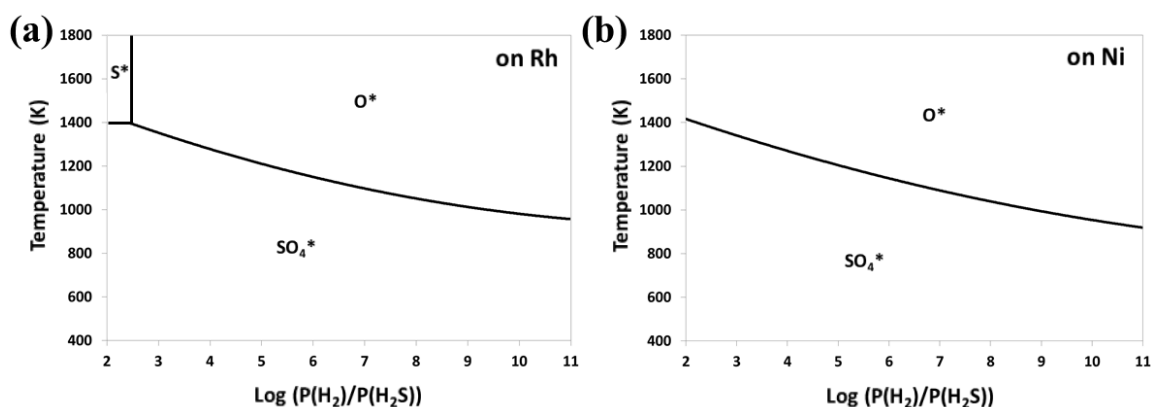 (a)
on Rh
Temperature (K)
1800
1600
1400
1200
1000
800
600
400
S*
O*
SO₄*
2 3 4 5 6 7 8 9 10 11
Log (P(H₂)/P(H₂S))
(b)
on Ni
Temperature (K)
1800
1600
1400
1200
1000
800
600
400
O*
SO₄*
2 3 4 5 6 7 8 9 10 11
Log (P(H₂)/P(H₂S))